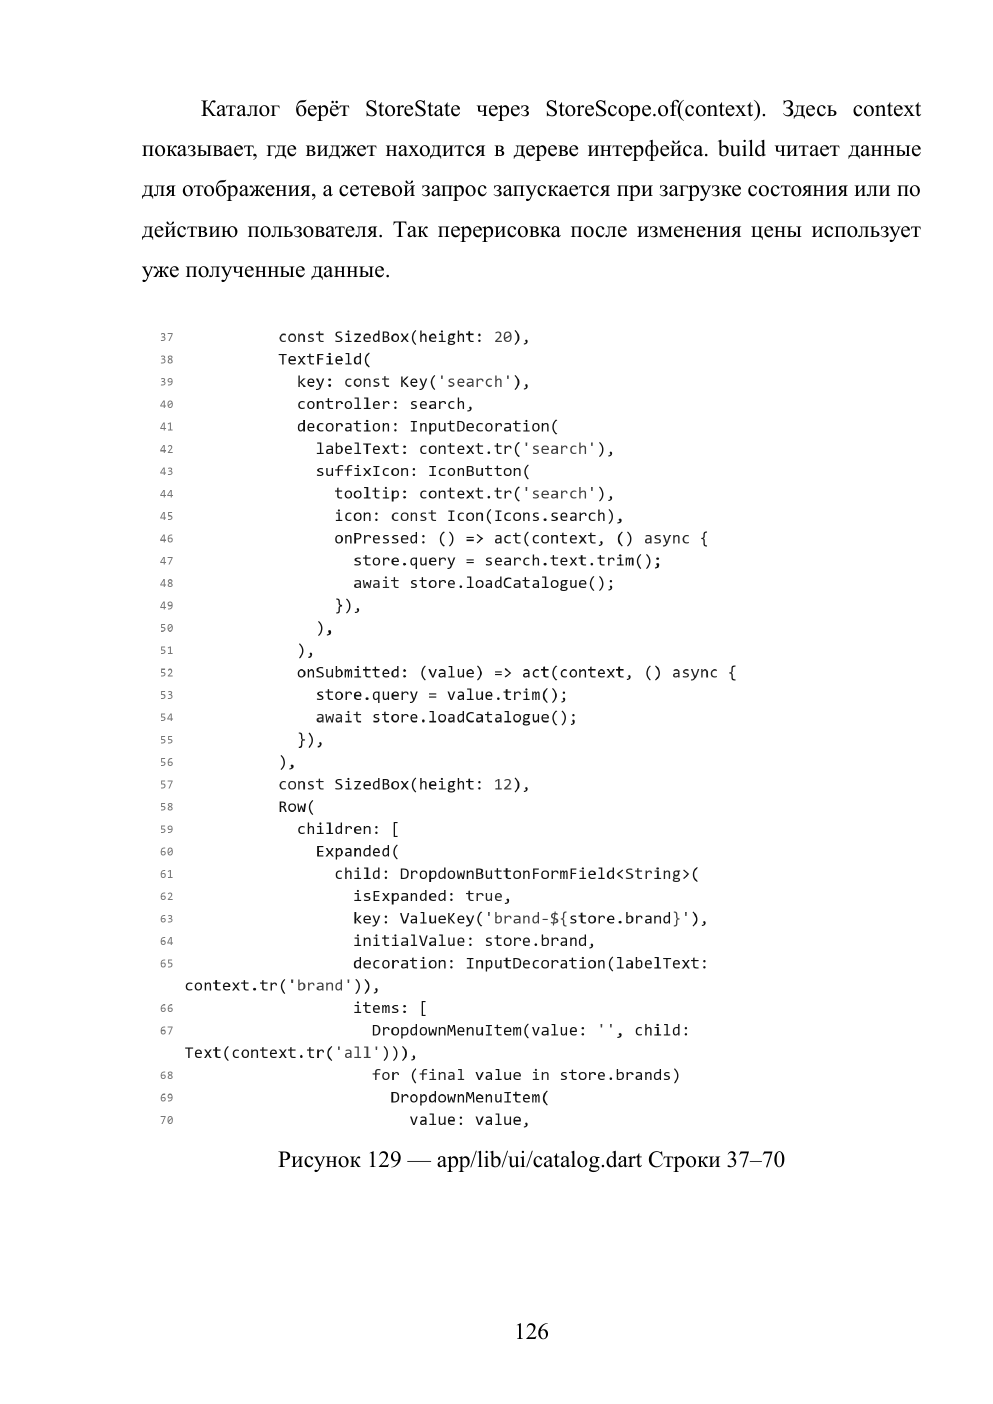 Каталог берёт StoreState через StoreScope.of(context). Здесь context
показывает, где виджет находится в дереве интерфейса. build читает данные
для отображения, а сетевой запрос запускается при загрузке состояния или по
действию пользователя. Так перерисовка после изменения цены использует
уже полученные данные.
37 const SizedBox(height: 20),
38 TextField(
39 key: const Key('search'),
40 controller: search,
41 decoration: InputDecoration(
42 labelText: context.tr('search'),
43 suffixIcon: IconButton(
44 tooltip: context.tr('search'),
45 icon: const Icon(Icons.search),
46 onPressed: () => act(context, () async {
47 store.query = search.text.trim();
48 await store.loadCatalogue();
49 }),
50 ),
51 ),
52 onSubmitted: (value) => act(context, () async {
53 store.query = value.trim();
54 await store.loadCatalogue();
55 }),
56 ),
57 const SizedBox(height: 12),
58 Row(
59 children: [
60 Expanded(
61 child: DropdownButtonFormField<String>(
62 isExpanded: true,
63 key: ValueKey('brand-${store.brand}'),
64 initialValue: store.brand,
65 decoration: InputDecoration(labelText:
context.tr('brand')),
66 items: [
67 DropdownMenuItem(value: '', child:
Text(context.tr('all'))),
68 for (final value in store.brands)
69 DropdownMenuItem(
70 value: value,
Рисунок 129 — app/lib/ui/catalog.dart Строки 37–70
126